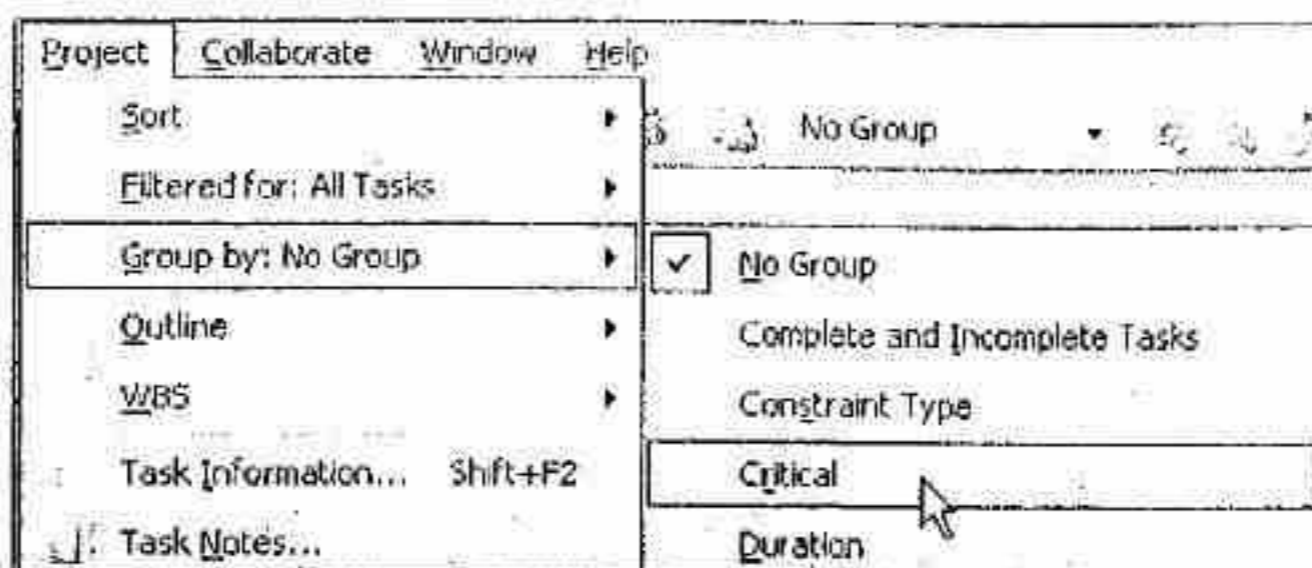 Project Collaborate Window Help
Sort
No Group
Filtered for: All Tasks
Group by: No Group
No Group
Outline
Complete and Incomplete Tasks
WBS
Constraint Type
Task Information... Shift+F2
Critical
Task Notes...
Duration